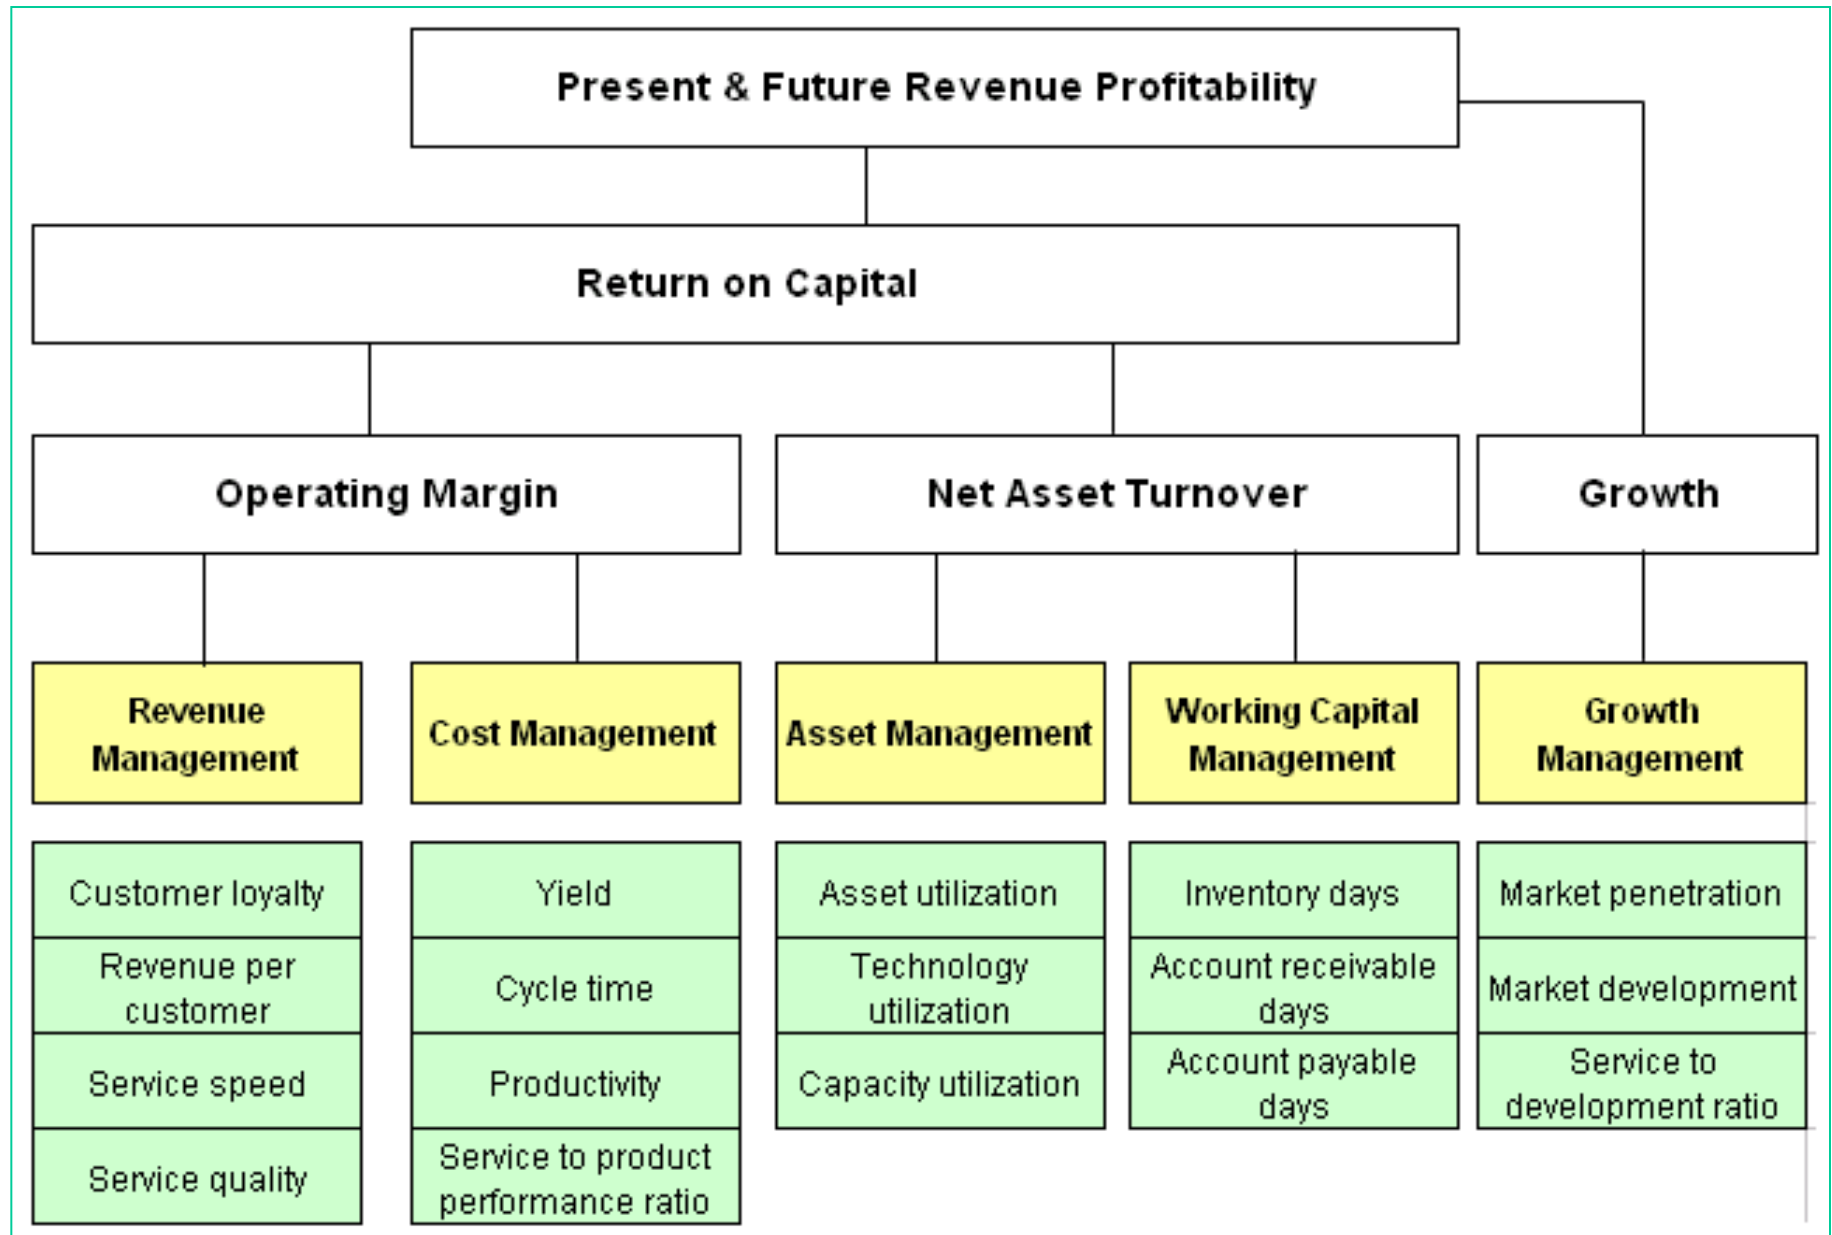 Present & Future Revenue Profitability
Return on Capital
Operating Margin
Net Asset Turnover
Growth
Revenue
Management
Cost Management
Asset Management
Working Capital
Management
Growth
Management
Customer loyalty
Revenue per
customer
Service speed
Service quality
Yield
Cycle time
Productivity
Service to product
performance ratio
Asset utilization
Technology
utilization
Capacity utilization
Inventory days
Account receivable
days
Account payable
days
Market penetration
Market development
Service to
development ratio